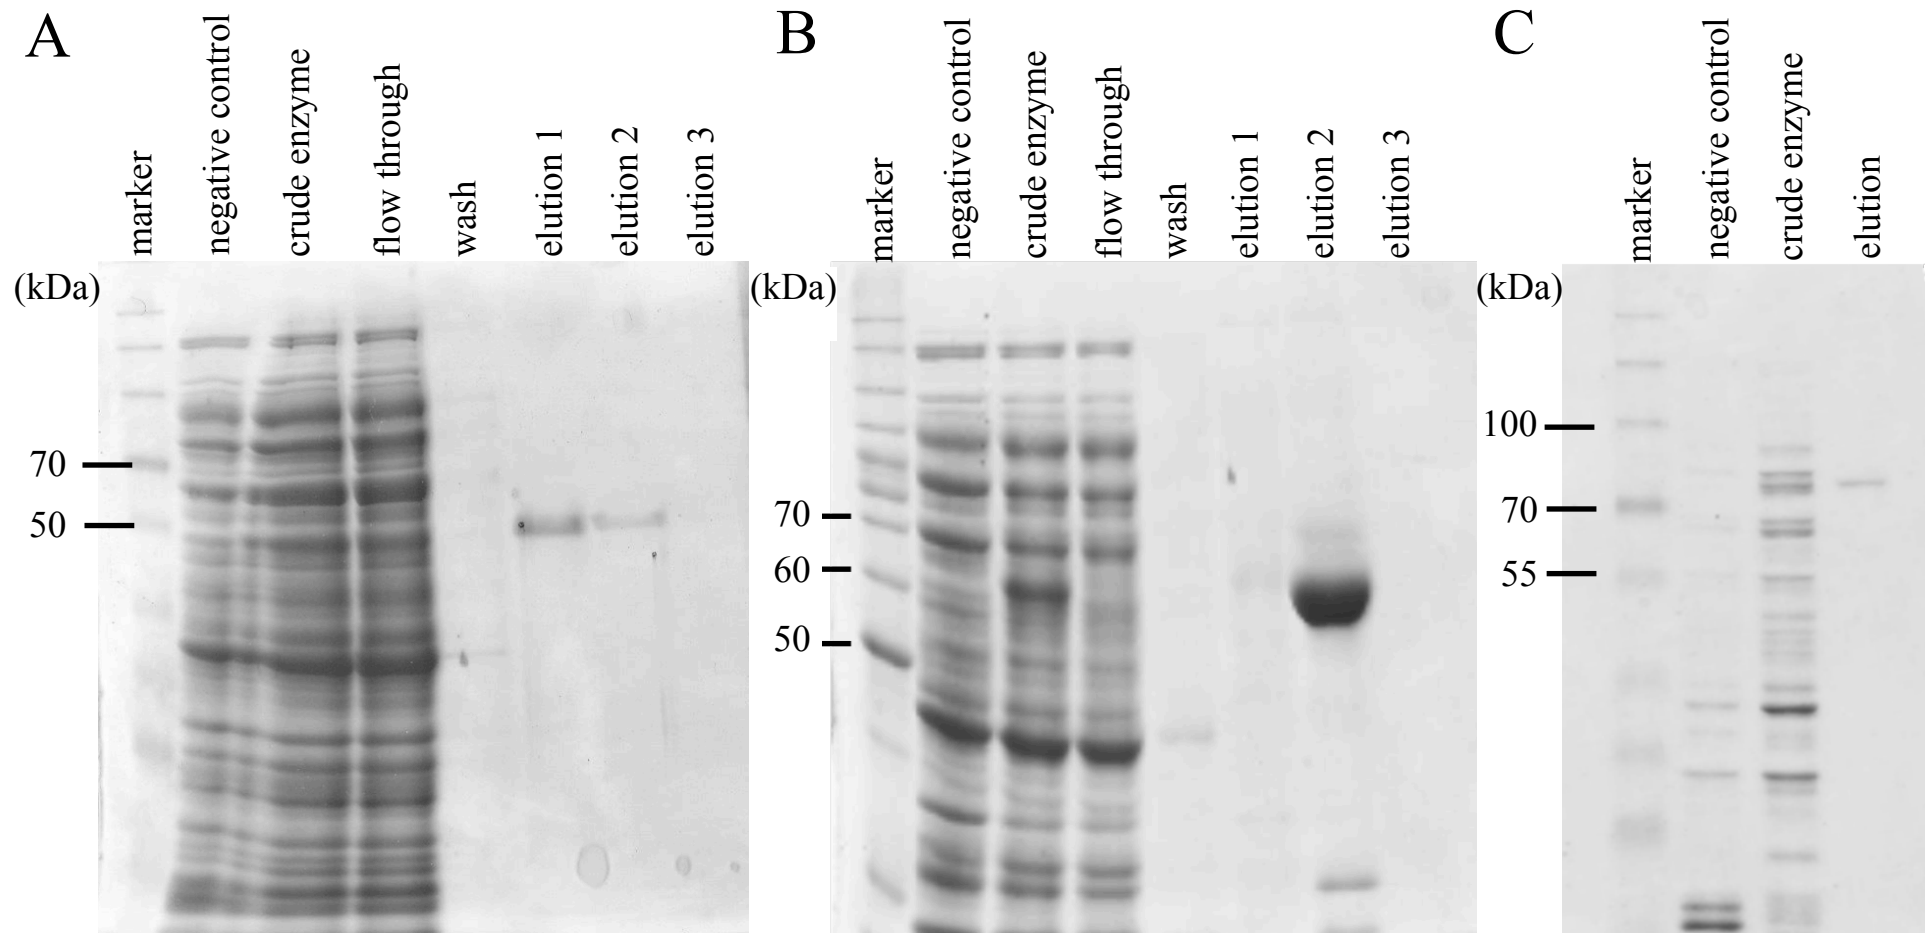 A
marker
negative control
crude enzyme
flow through
wash
elution 1
elution 2
elution 3
(kDa)
70
50
B
marker
negative control
crude enzyme
flow through
wash
elution 1
elution 2
elution 3
(kDa)
70
60
50
C
marker
negative control
crude enzyme
elution
(kDa)
100
70
55